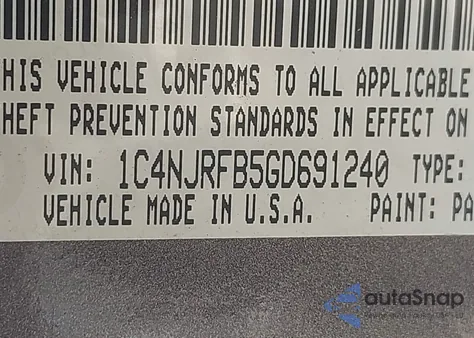 HIS VEHICLE CONFORMS TO ALL APPLICABLE
HEFT PREVENTION STANDARDS IN EFFECT ON
VIN: 1C4NJRFB5GD691240 TYPE:
VEHICLE MADE IN U.S.A. PAINT: PA
autoSnap